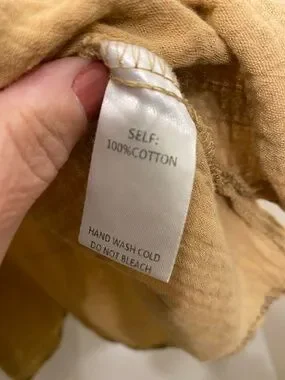 SELF:
100%COTTON
HAND WASH COLD
DO NOT BLEACH